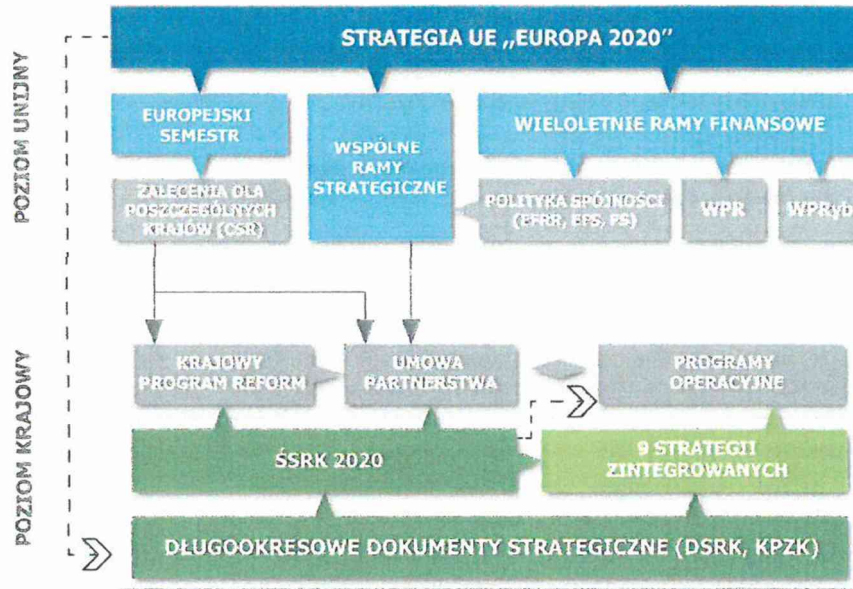 POZIOM UNIJNY
STRATEGIA UE „EUROPA 2020”
EUROPEJSKI
SEMESTR
WSPÓLNE
RAMY
STRATEGICZNE
WIELOLETNIE RAMY FINANSOWE
ZALECENIA DLA
POSZCZEGÓLNYCH
KRAJÓW (CSR)
POLITYKA SPÓJNOŚCI
(EFRR, EFS, FS)
WPR
WPRyb
POZIOM KRAJOWY
KRAJOWY
PROGRAM REFORM
UMOWA
PARTNERSTWA
PROGRAMY
OPERACYJNE
ŚSRK 2020
9 STRATEGII
ZINTEGROWANYCH
DŁUGOOKRESOWE DOKUMENTY STRATEGICZNE (DSRK, KPZK)